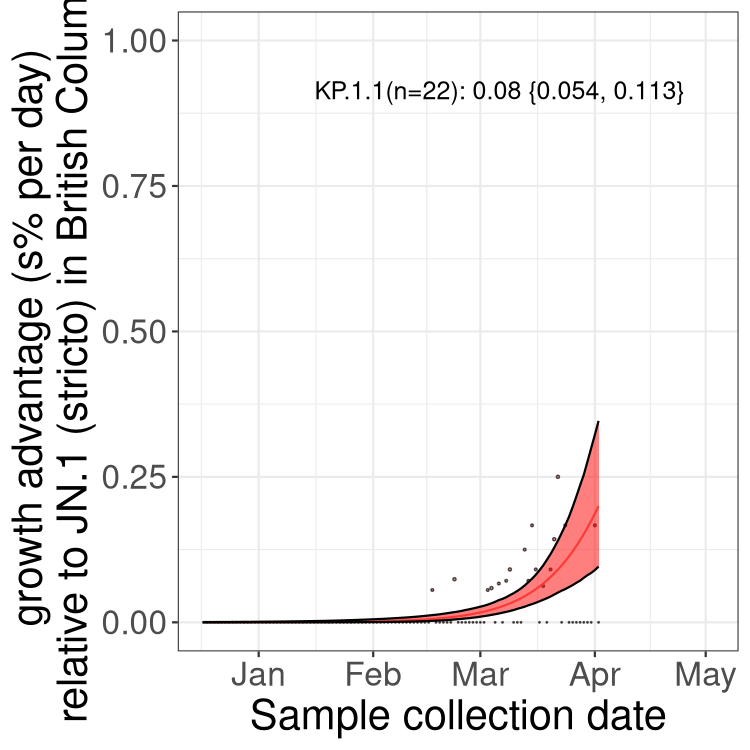 growth advantage (s% per day)
relative to JN.1 (stricto) in British Colum
1.00
0.75
0.50
0.25
0.00
KP.1.1(n=22): 0.08 {0.054, 0.113}
Jan Feb Mar Apr May
Sample collection date